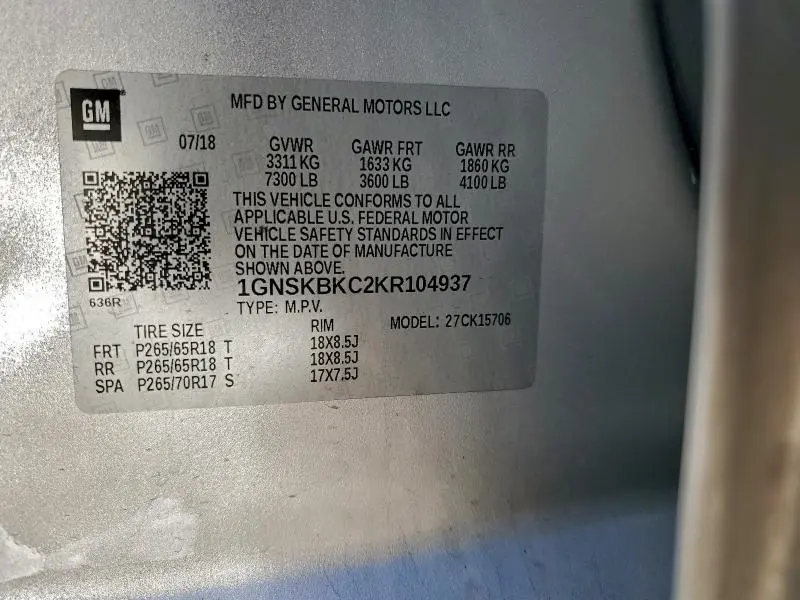 GM
MFD BY GENERAL MOTORS LLC
07/18
GVWR GAWR FRT GAWR RR
3311 KG 1633 KG 1860 KG
7300 LB 3600 LB 4100 LB
THIS VEHICLE CONFORMS TO ALL
APPLICABLE U.S. FEDERAL MOTOR
VEHICLE SAFETY STANDARDS IN EFFECT
ON THE DATE OF MANUFACTURE
SHOWN ABOVE.
636R
1GNSKBKC2KR104937
TYPE: M.P.V.
TIRE SIZE RIM MODEL: 27CK15706
FRT P265/65R18 T 18X8.5J
RR P265/65R18 T 18X8.5J
SPA P265/70R17 S 17X7.5J